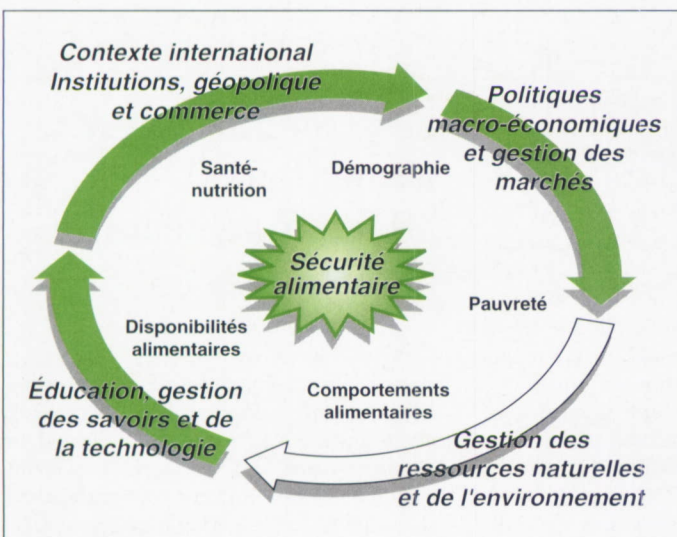 Contexte international
Institutions, géopolique
et commerce
Politiques
macro-économiques
et gestion des
marchés
Santé-
nutrition
Démographie
Sécurité
alimentaire
Pauvreté
Disponibilités
alimentaires
Comportements
alimentaires
Éducation, gestion
des savoirs et de
la technologie
Gestion des
ressources naturelles
et de l'environnement